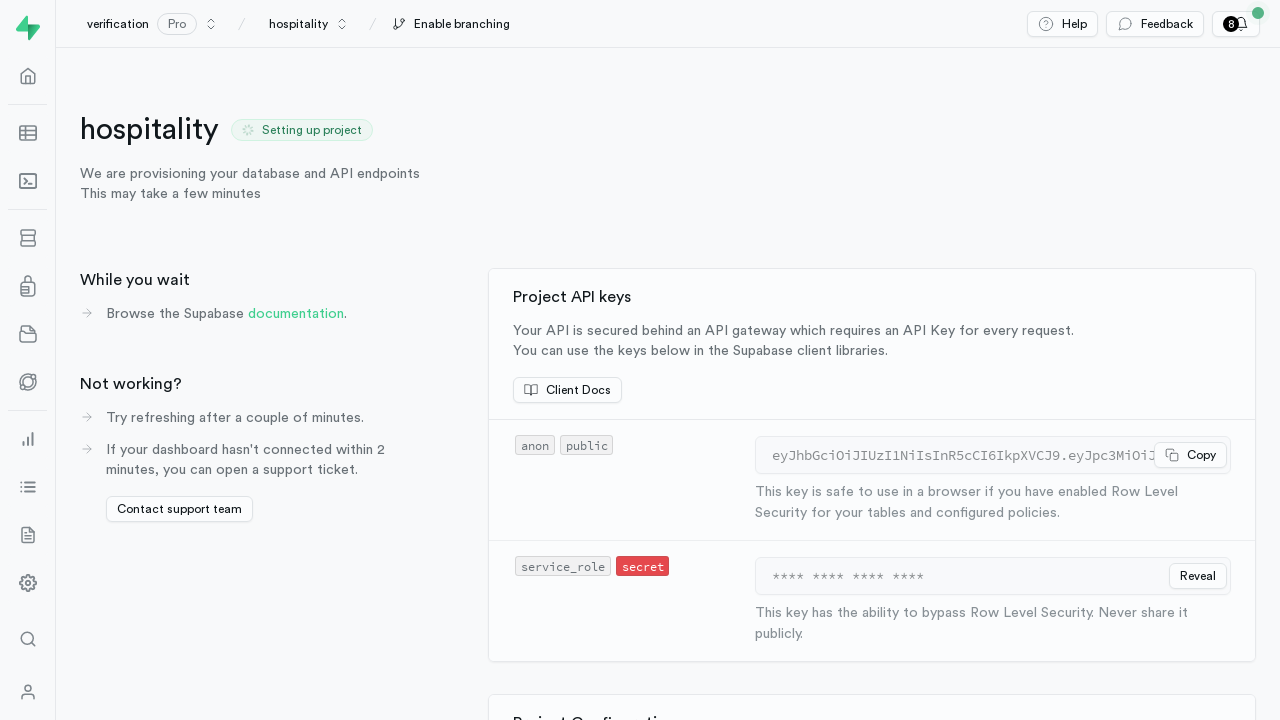 verification Pro / hospitality / Enable branching Help Feedback 8
hospitality Setting up project
We are provisioning your database and API endpoints
This may take a few minutes
While you wait
Browse the Supabase documentation.
Not working?
Try refreshing after a couple of minutes.
If your dashboard hasn't connected within 2
minutes, you can open a support ticket.
Contact support team
Project API keys
Your API is secured behind an API gateway which requires an API Key for every request.
You can use the keys below in the Supabase client libraries.
Client Docs
anon public
eyJhbGciOiJIUzI1NiIsInR5cCI6IkpXVCJ9.eyJpc3MiOiJ Copy
This key is safe to use in a browser if you have enabled Row Level
Security for your tables and configured policies.
service_role secret
**** **** **** **** Reveal
This key has the ability to bypass Row Level Security. Never share it
publicly.